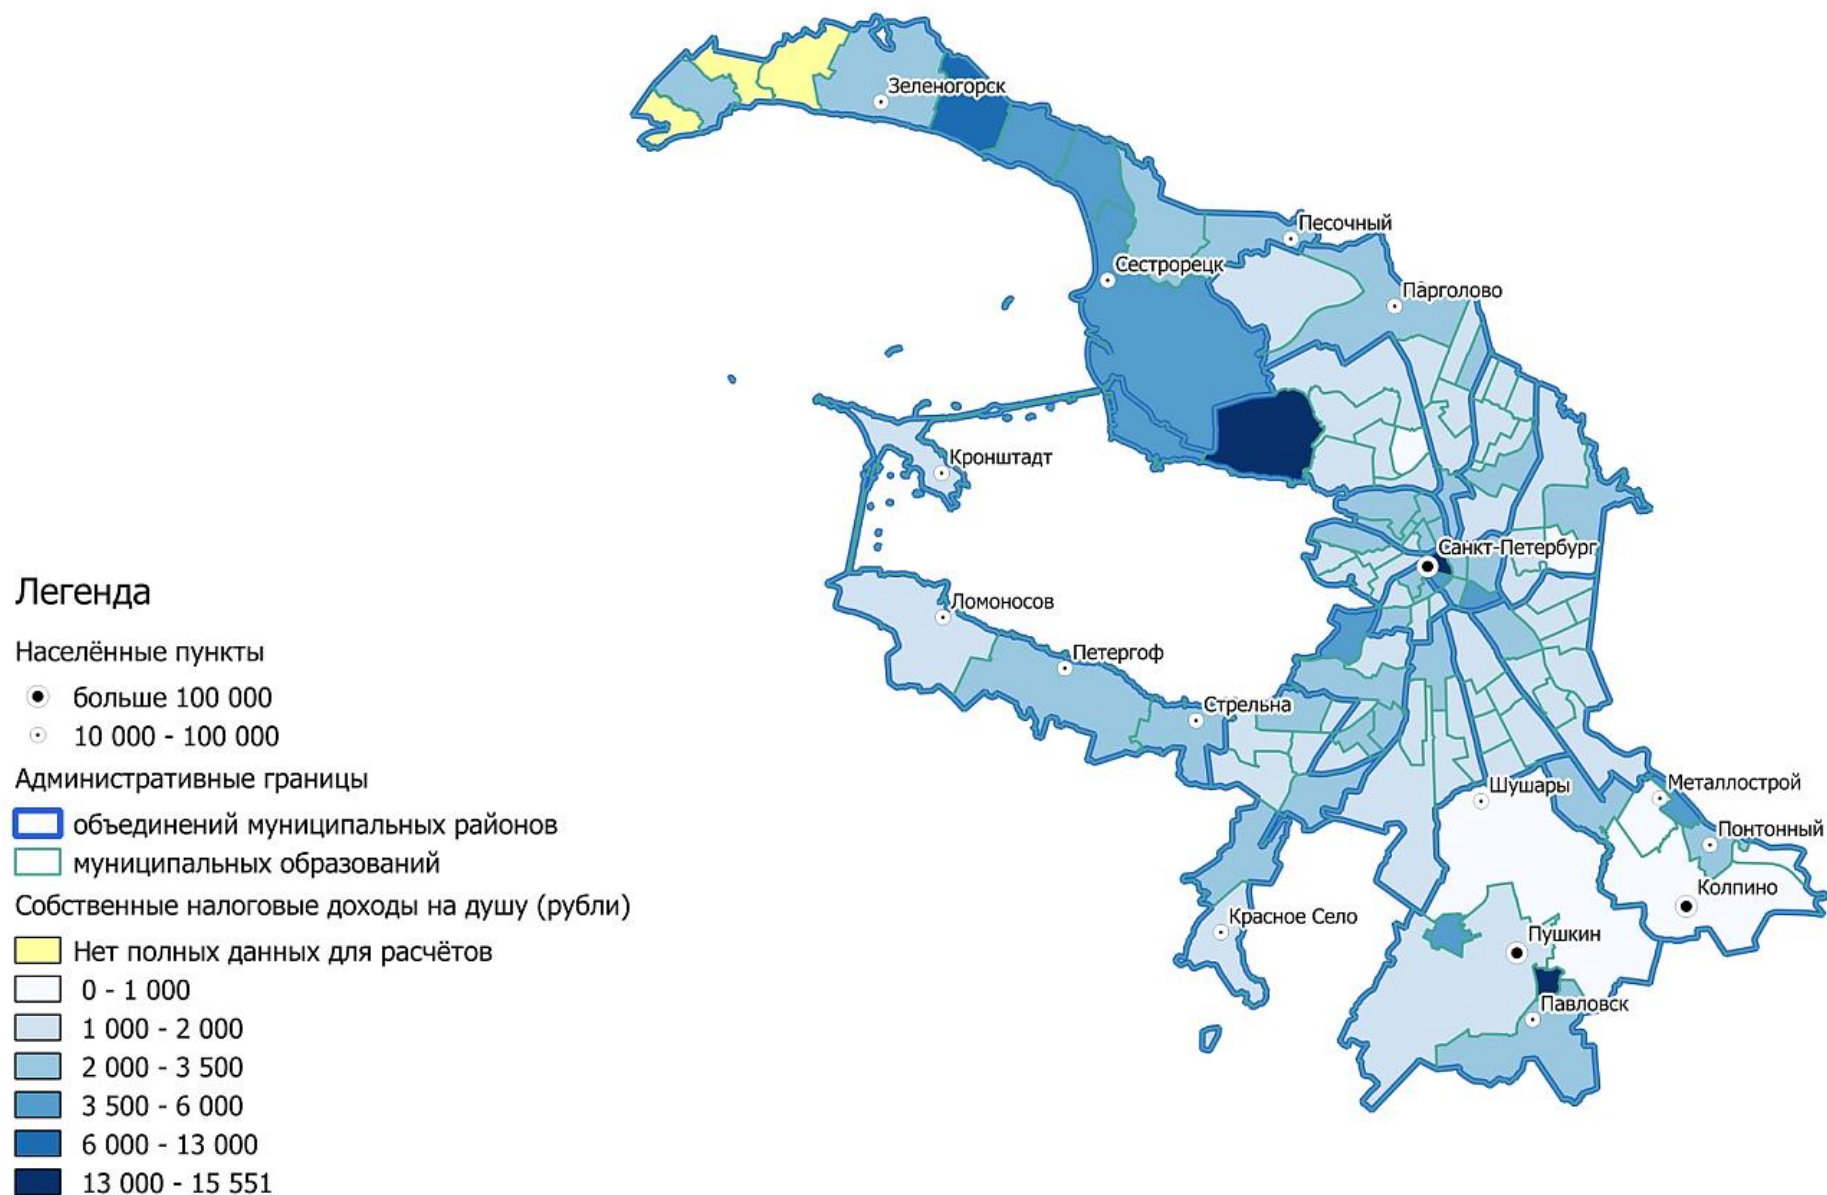 Зеленогорск
Песочный
Сестрорецк
Парголово
Кронштадт
Санкт-Петербург
Ломоносов
Петергоф
Стрельна
Шушары
Металлострой
Понтонный
Колпино
Красное Село
Пушкин
Павловск
Легенда
Населённые пункты
больше 100 000
10 000 - 100 000
Административные границы
объединений муниципальных районов
муниципальных образований
Собственные налоговые доходы на душу (рубли)
Нет полных данных для расчётов
0 - 1 000
1 000 - 2 000
2 000 - 3 500
3 500 - 6 000
6 000 - 13 000
13 000 - 15 551